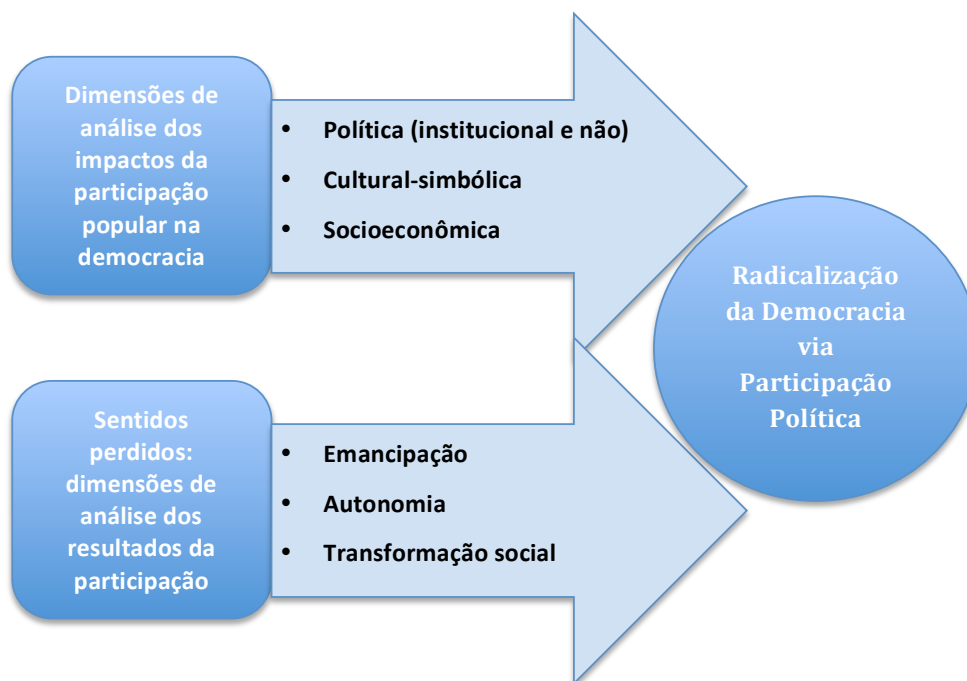 Dimensões de
análise dos
impactos da
participação
popular na
democracia
• Política (institucional e não)
• Cultural-simbólica
• Socioeconômica
Sentidos
perdidos:
dimensões de
análise dos
resultados da
participação
• Emancipação
• Autonomia
• Transformação social
Radicalização
da Democracia
via
Participação
Política